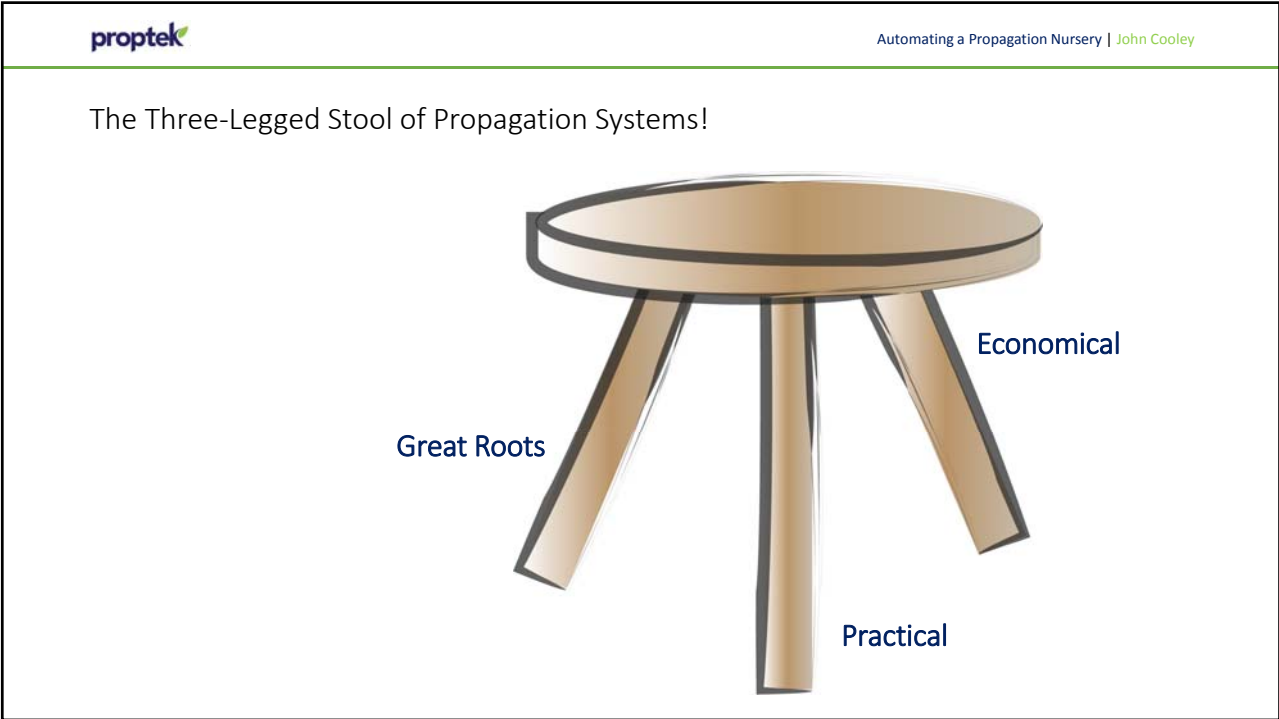 proptek
Automating a Propagation Nursery | John Cooley
The Three-Legged Stool of Propagation Systems!
Economical
Great Roots
Practical